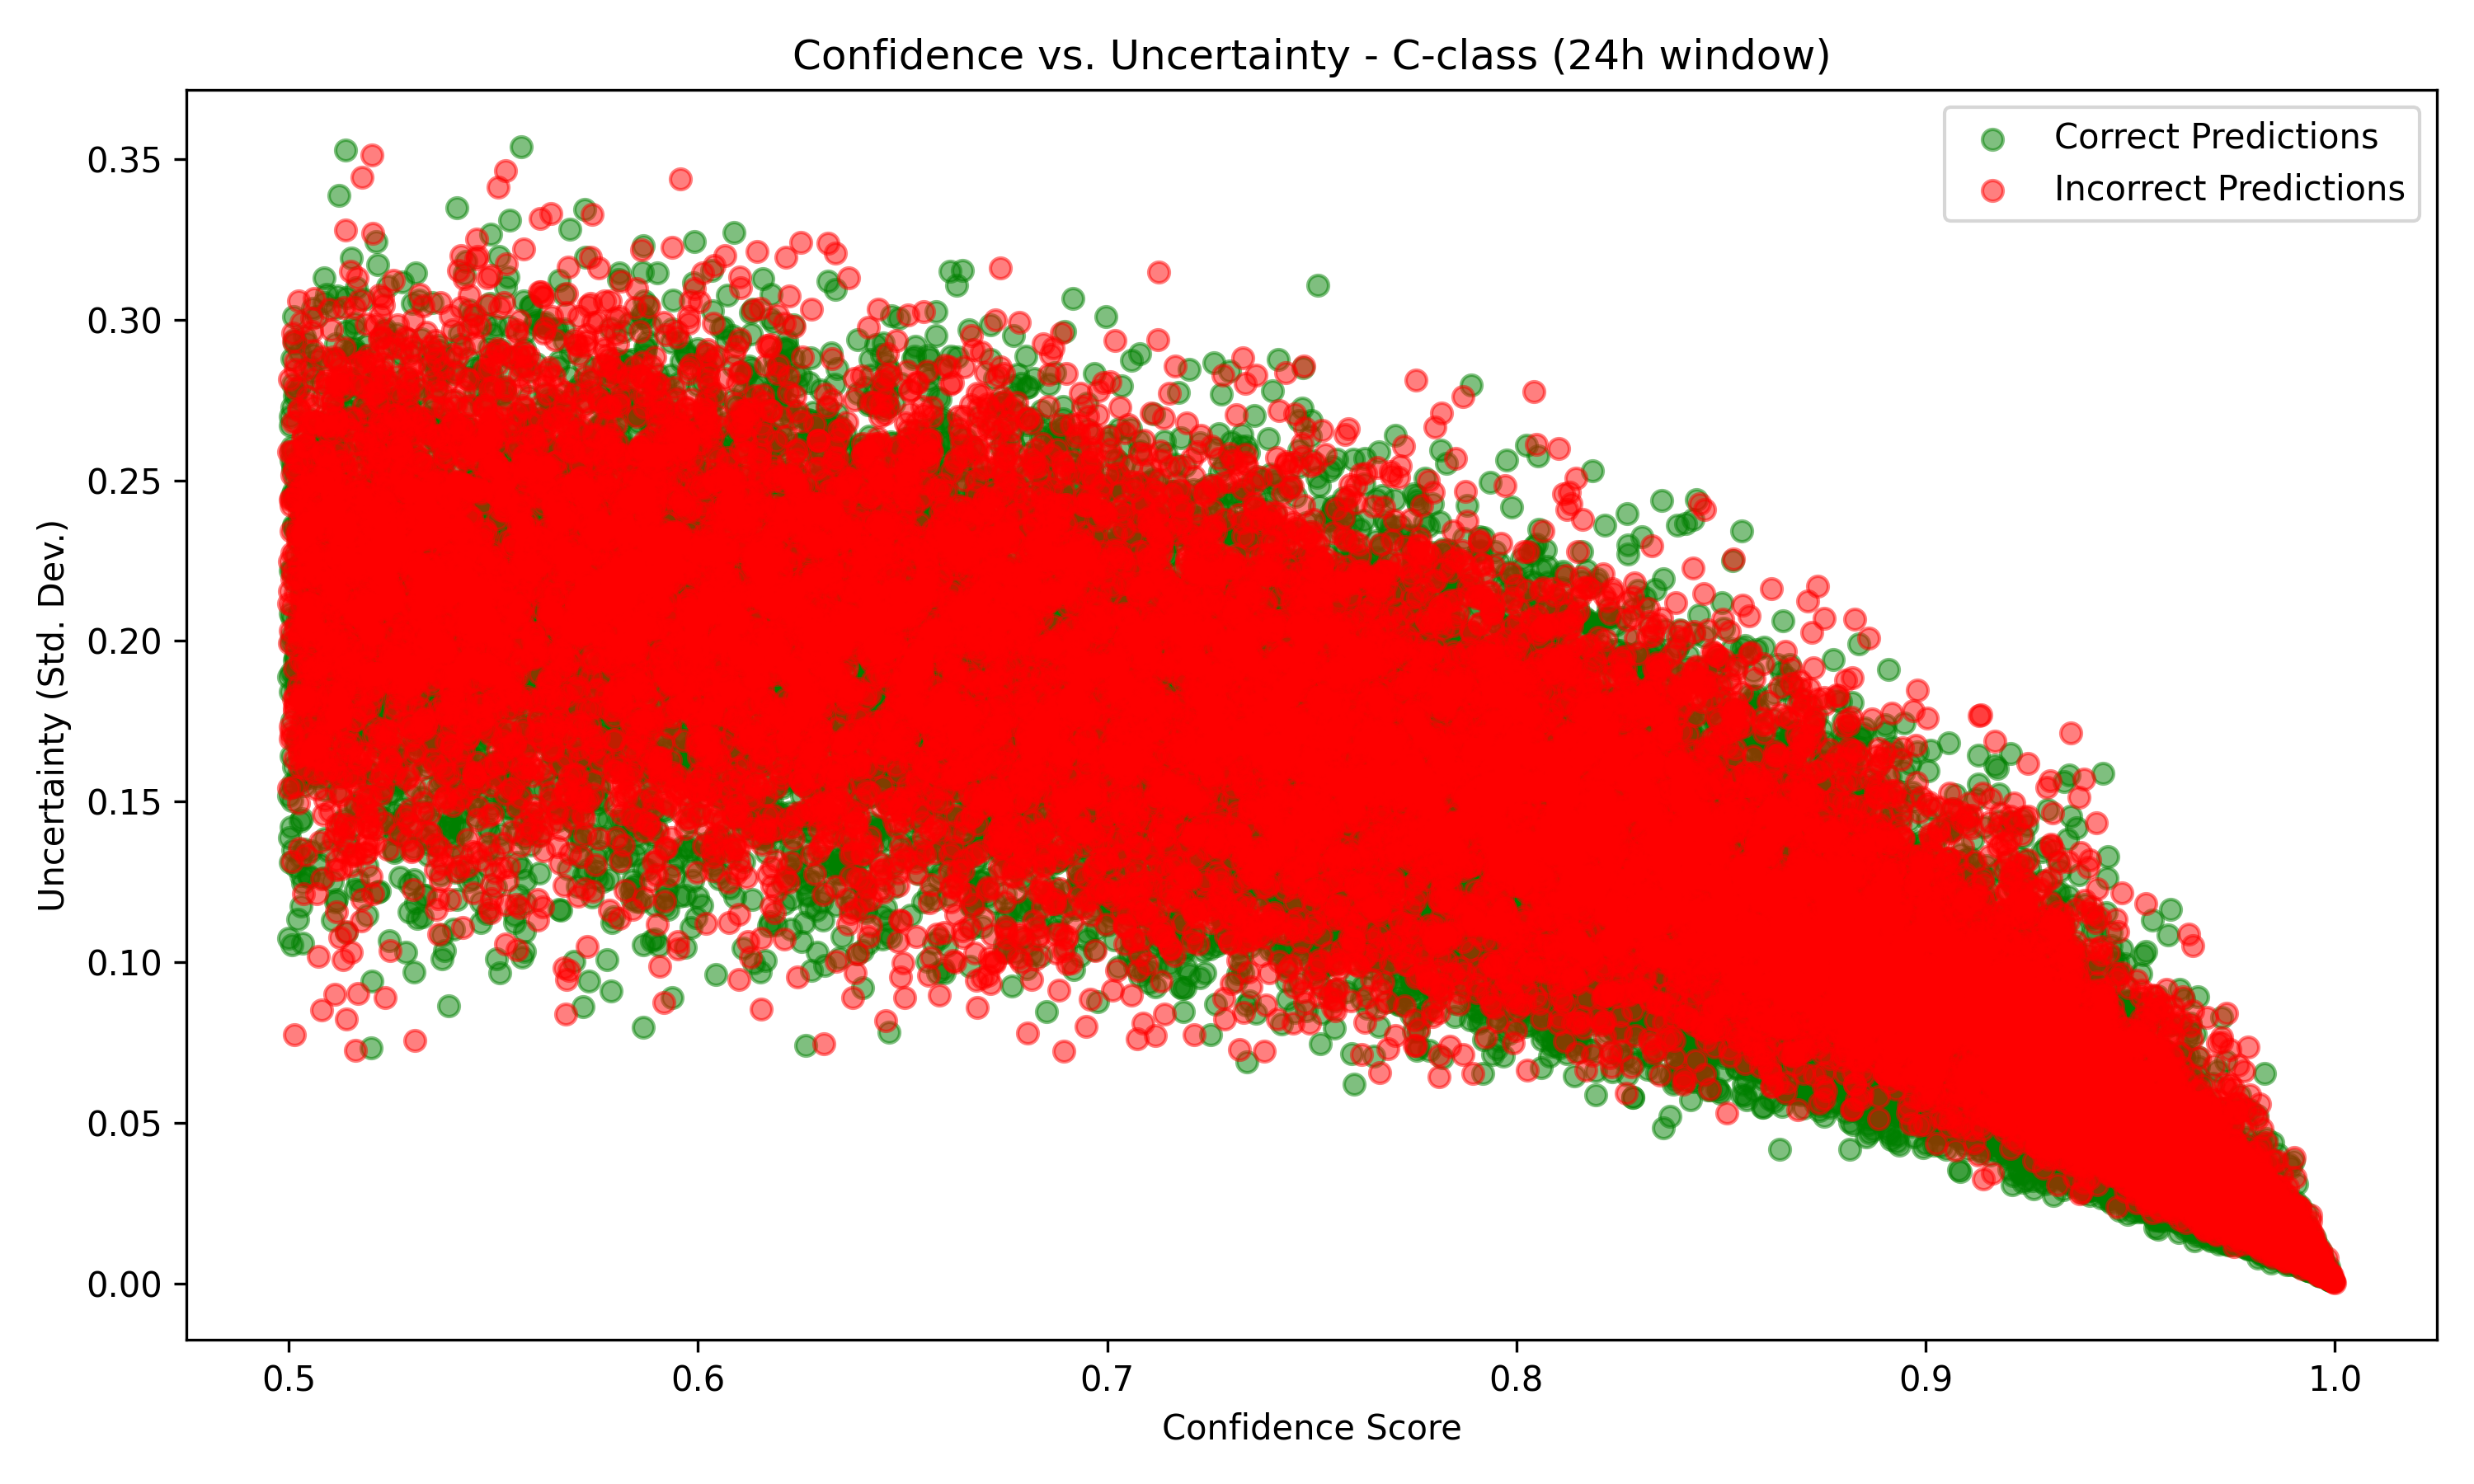 Confidence vs. Uncertainty - C-class (24h window)
Correct Predictions
Incorrect Predictions
Uncertainty (Std. Dev.)
0.35
0.30
0.25
0.20
0.15
0.10
0.05
0.00
0.5 0.6 0.7 0.8 0.9 1.0
Confidence Score